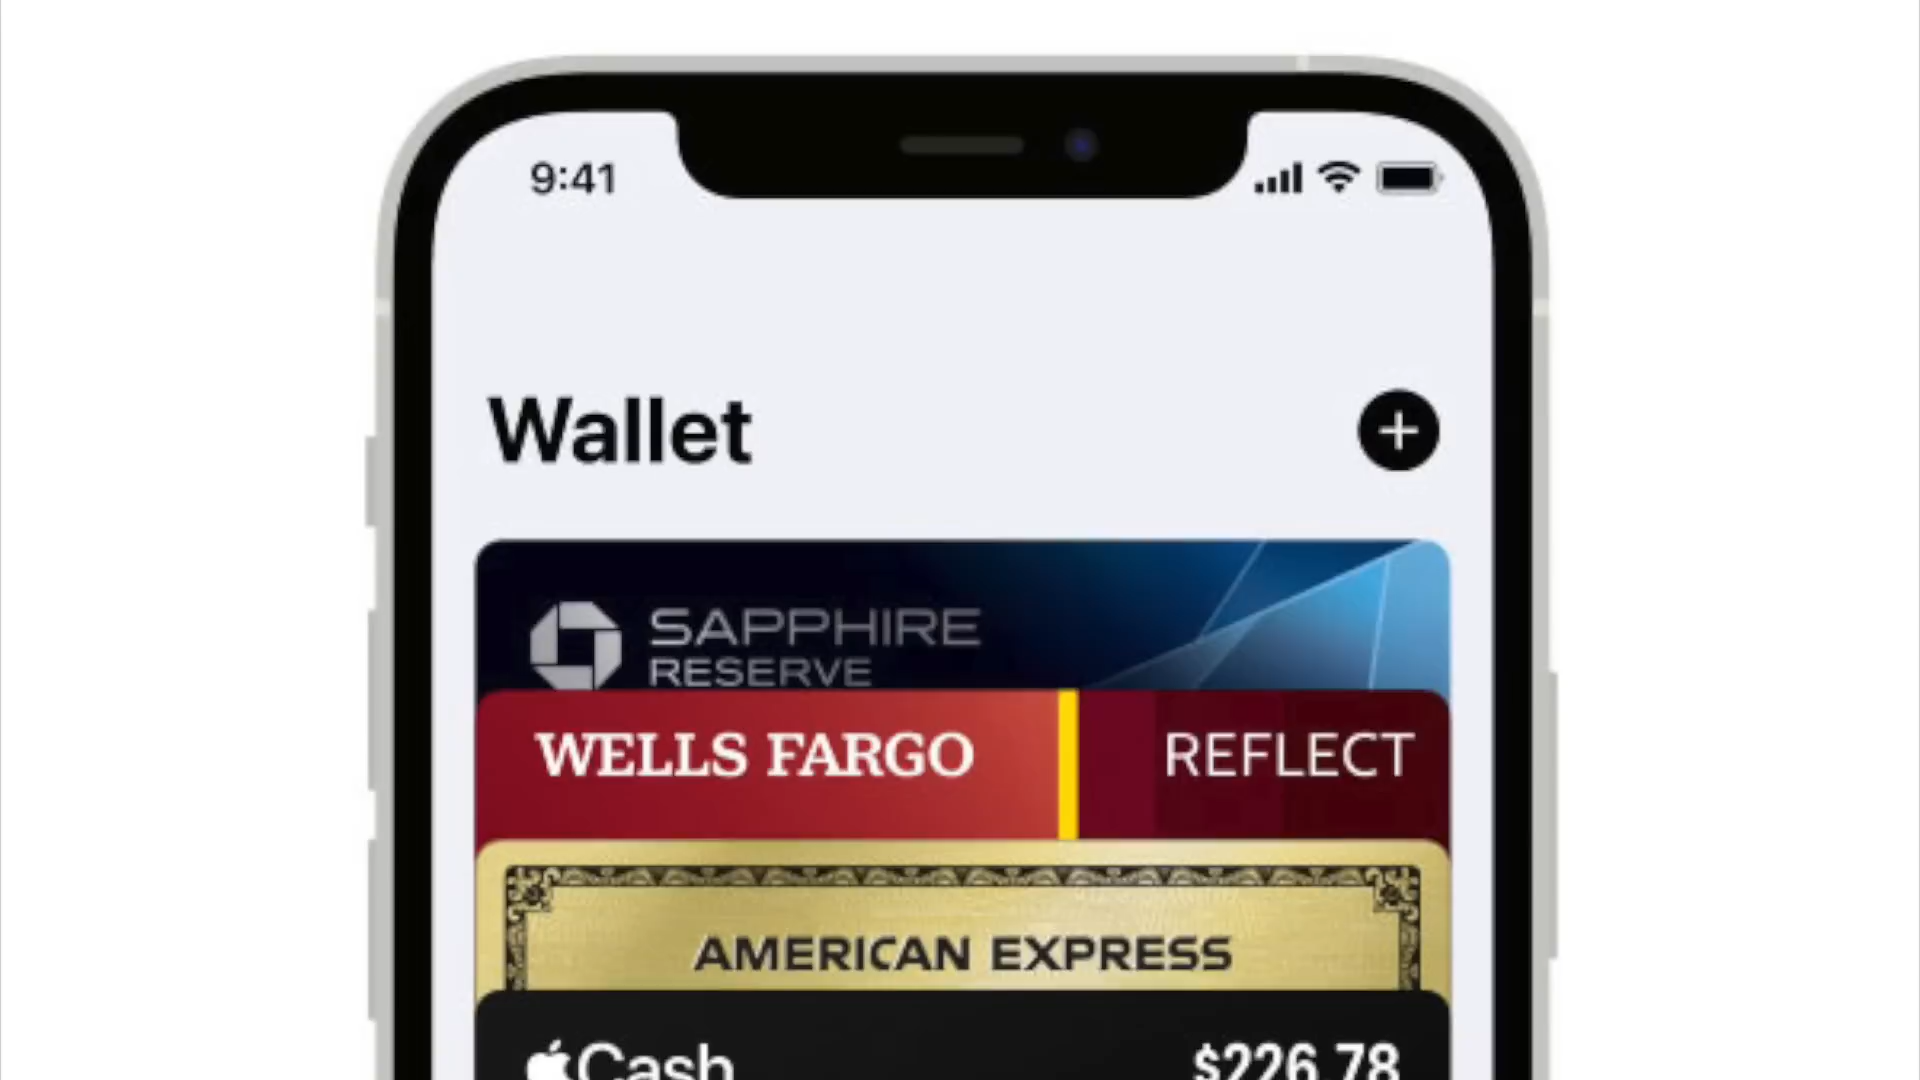 9:41
Wallet
SAPPHIRE
RESERVE
WELLS FARGO
REFLECT
AMERICAN EXPRESS
Cash
$226.78